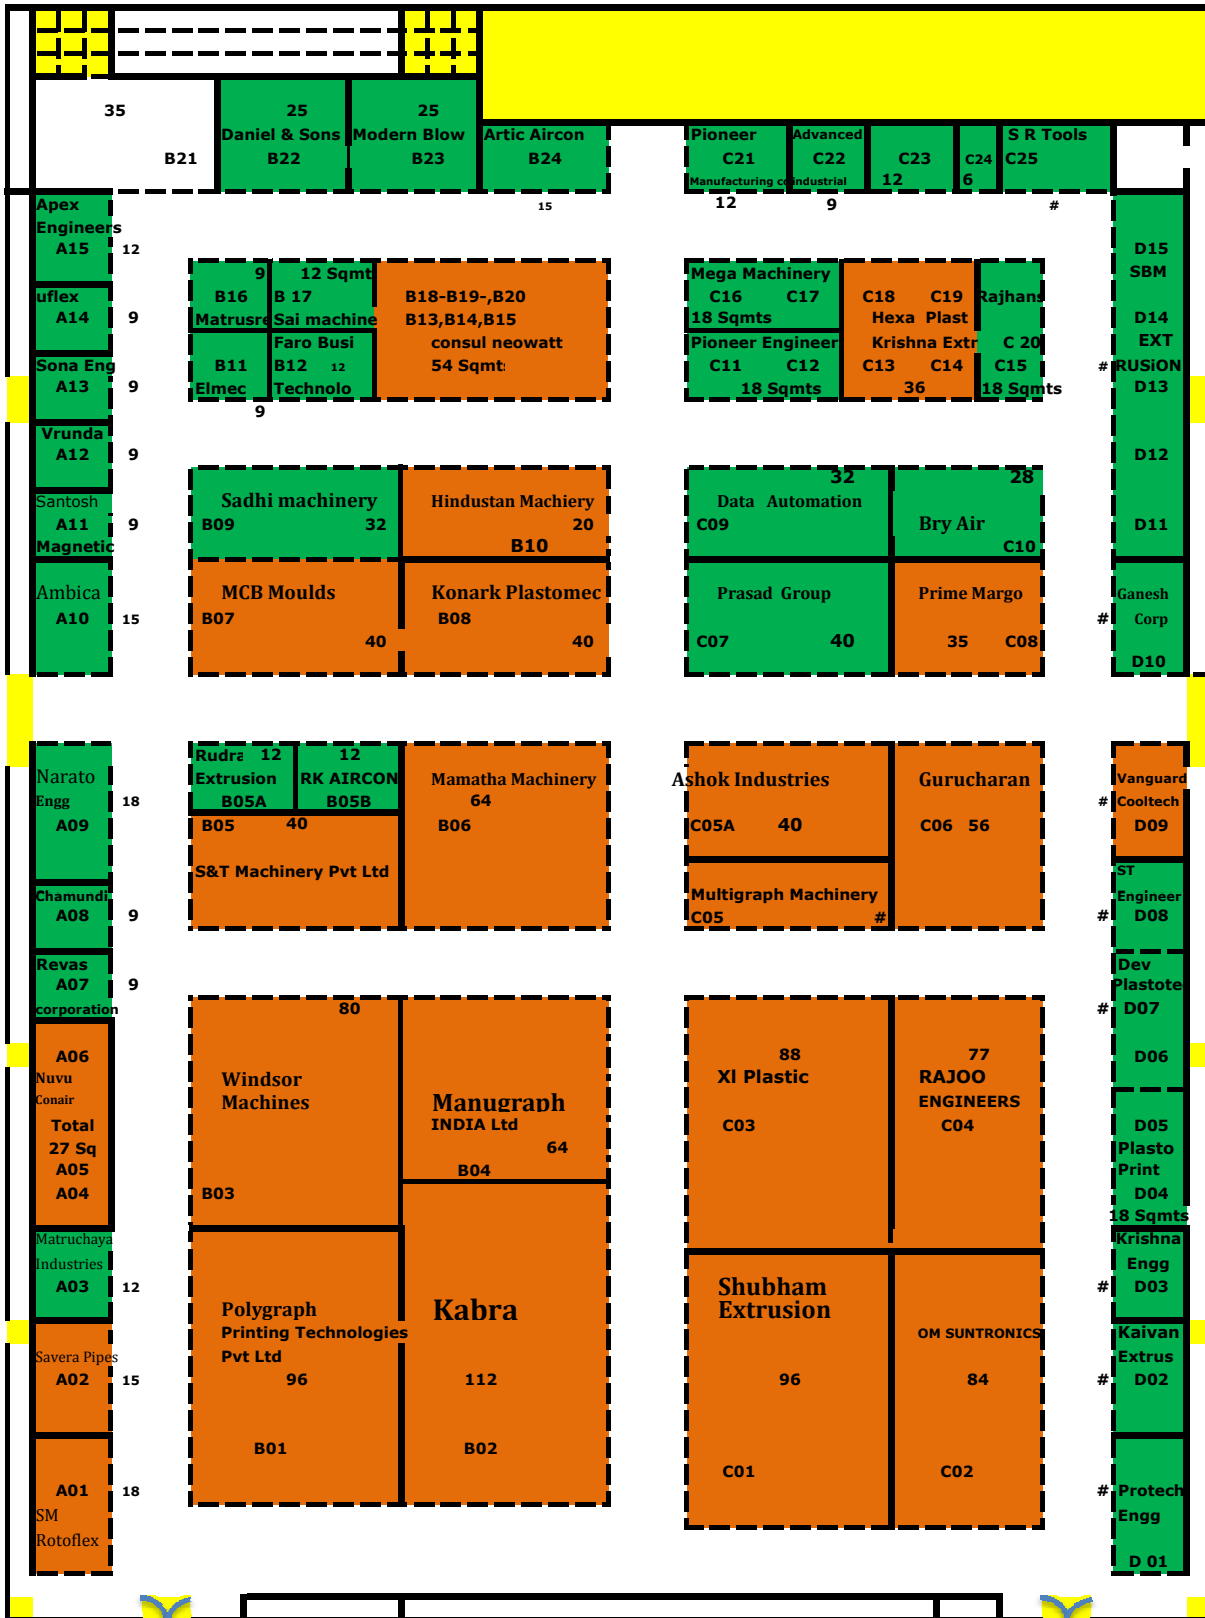 35
B21
25
Daniel & Sons
B22
25
Modern Blow
B23
Artic Aircon
B24
15
Pioneer
C21
Manufacturing co
12
Advanced
C22
industrial
9
C23
12
C24
6
S R Tools
C25
#
Apex
Engineers
A15
12
uflex
A14
9
Sona Eng
A13
9
Vrunda
A12
9
Santosh
A11
Magnetic
9
Ambica
A10
15
9
B16
Matrusre
12 Sqmt
B 17
Sai machine
B11
Elmec
9
Faro Busi
B12 12
Technolo
B18-B19-,B20
B13,B14,B15
consul neowatt
54 Sqmt
Mega Machinery
C16 C17
18 Sqmts
Pioneer Engineer
C11 C12
18 Sqmts
C18 C19
Hexa Plast
Krishna Extr
C13 C14
36
Rajhans
C 20
C15
18 Sqmts
D15
SBM
D14
EXT
# RUSiON
D13
D12
D11
Sadhi machinery
B09 32
Hindustan Machiery
20
B10
MCB Moulds
B07
40
Konark Plastomec
B08
40
32
Data Automation
C09
28
Bry Air
C10
Prasad Group
C07 40
Prime Margo
35 C08
Ganesh
# Corp
D10
Narato
Engg
A09
18
Chamundi
A08
9
Revas
A07
corporation
9
Rudra 12
Extrusion
B05A
12
RK AIRCON
B05B
B05 40
S&T Machinery Pvt Ltd
Mamatha Machinery
64
B06
Ashok Industries
C05A 40
Multigraph Machinery
C05 #
Gurucharan
C06 56
Vanguard
# Cooltech
D09
ST
Engineer
# D08
Dev
Plastote
# D07
D06
A06
Nuvu
Conair
Total
27 Sq
A05
A04
Matruchaya
Industries
A03
12
Savera Pipes
A02
15
A01
18
SM
Rotoflex
80
Windsor
Machines
B03
Manugraph
INDIA Ltd
64
B04
Polygraph
Printing Technologies
Pvt Ltd
96
B01
Kabra
112
B02
88
Xl Plastic
C03
77
RAJOO
ENGINEERS
C04
Shubham
Extrusion
96
C01
OM SUNTRONICS
84
C02
D05
Plasto
Print
D04
18 Sqmts
Krishna
Engg
# D03
Kaivan
Extrus
# D02
# Protech
Engg
D 01